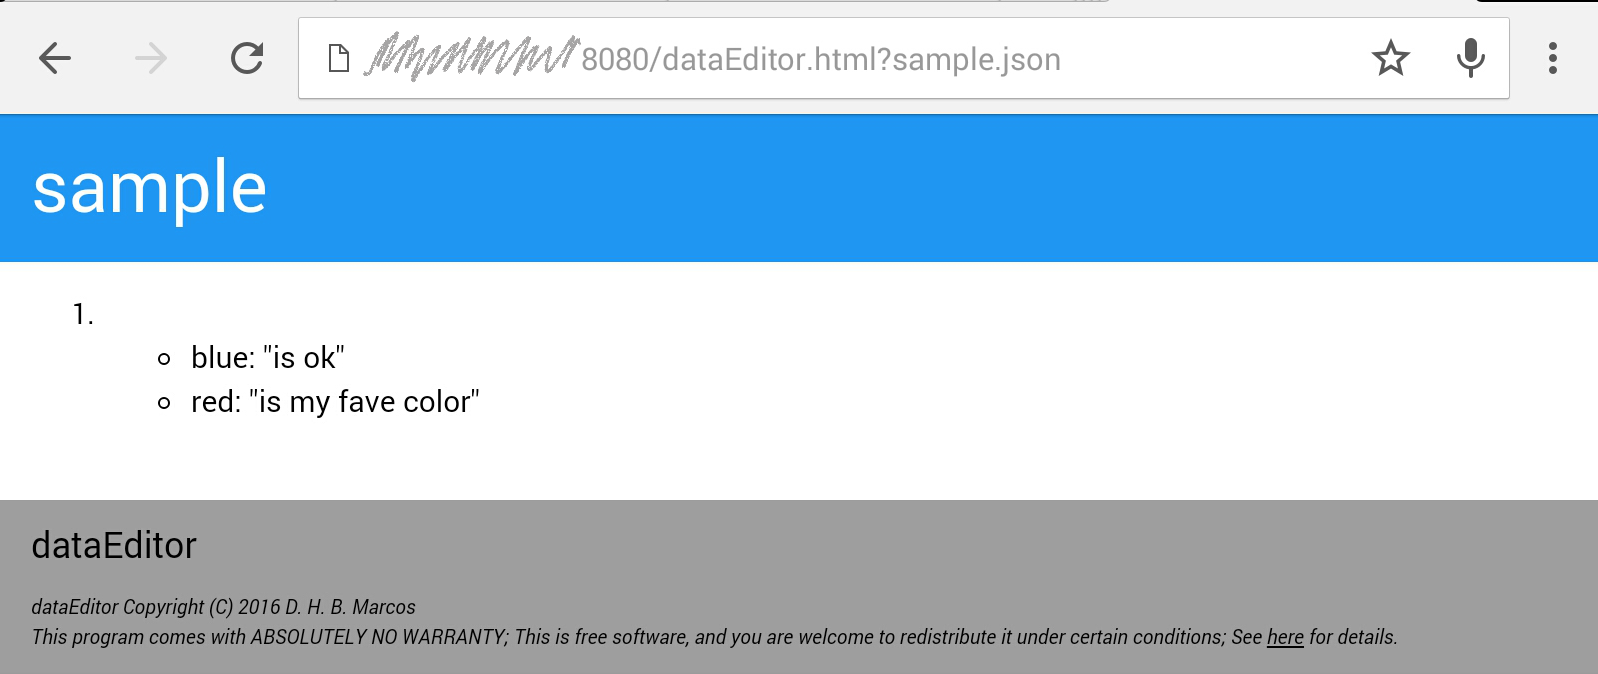 8080/dataEditor.html?sample.json
sample
1.
blue: "is ok"
red: "is my fave color"
dataEditor
dataEditor Copyright (C) 2016 D. H. B. Marcos
This program comes with ABSOLUTELY NO WARRANTY; This is free software, and you are welcome to redistribute it under certain conditions; See here for details.